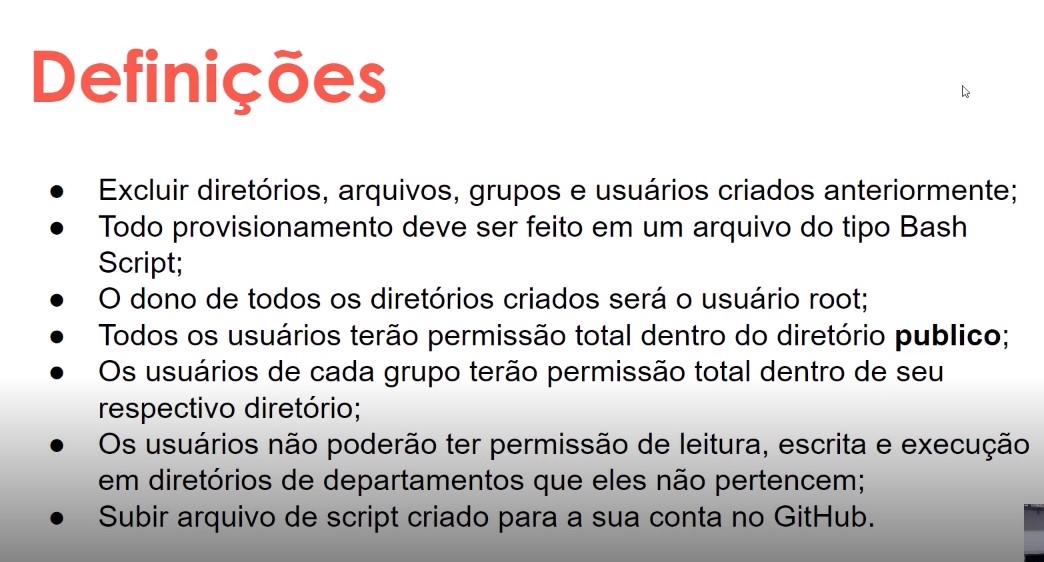 Definições
● Excluir diretórios, arquivos, grupos e usuários criados anteriormente;
● Todo provisionamento deve ser feito em um arquivo do tipo Bash
Script;
● O dono de todos os diretórios criados será o usuário root;
● Todos os usuários terão permissão total dentro do diretório publico;
● Os usuários de cada grupo terão permissão total dentro de seu
respectivo diretório;
● Os usuários não poderão ter permissão de leitura, escrita e execução
em diretórios de departamentos que eles não pertencem;
● Subir arquivo de script criado para a sua conta no GitHub.